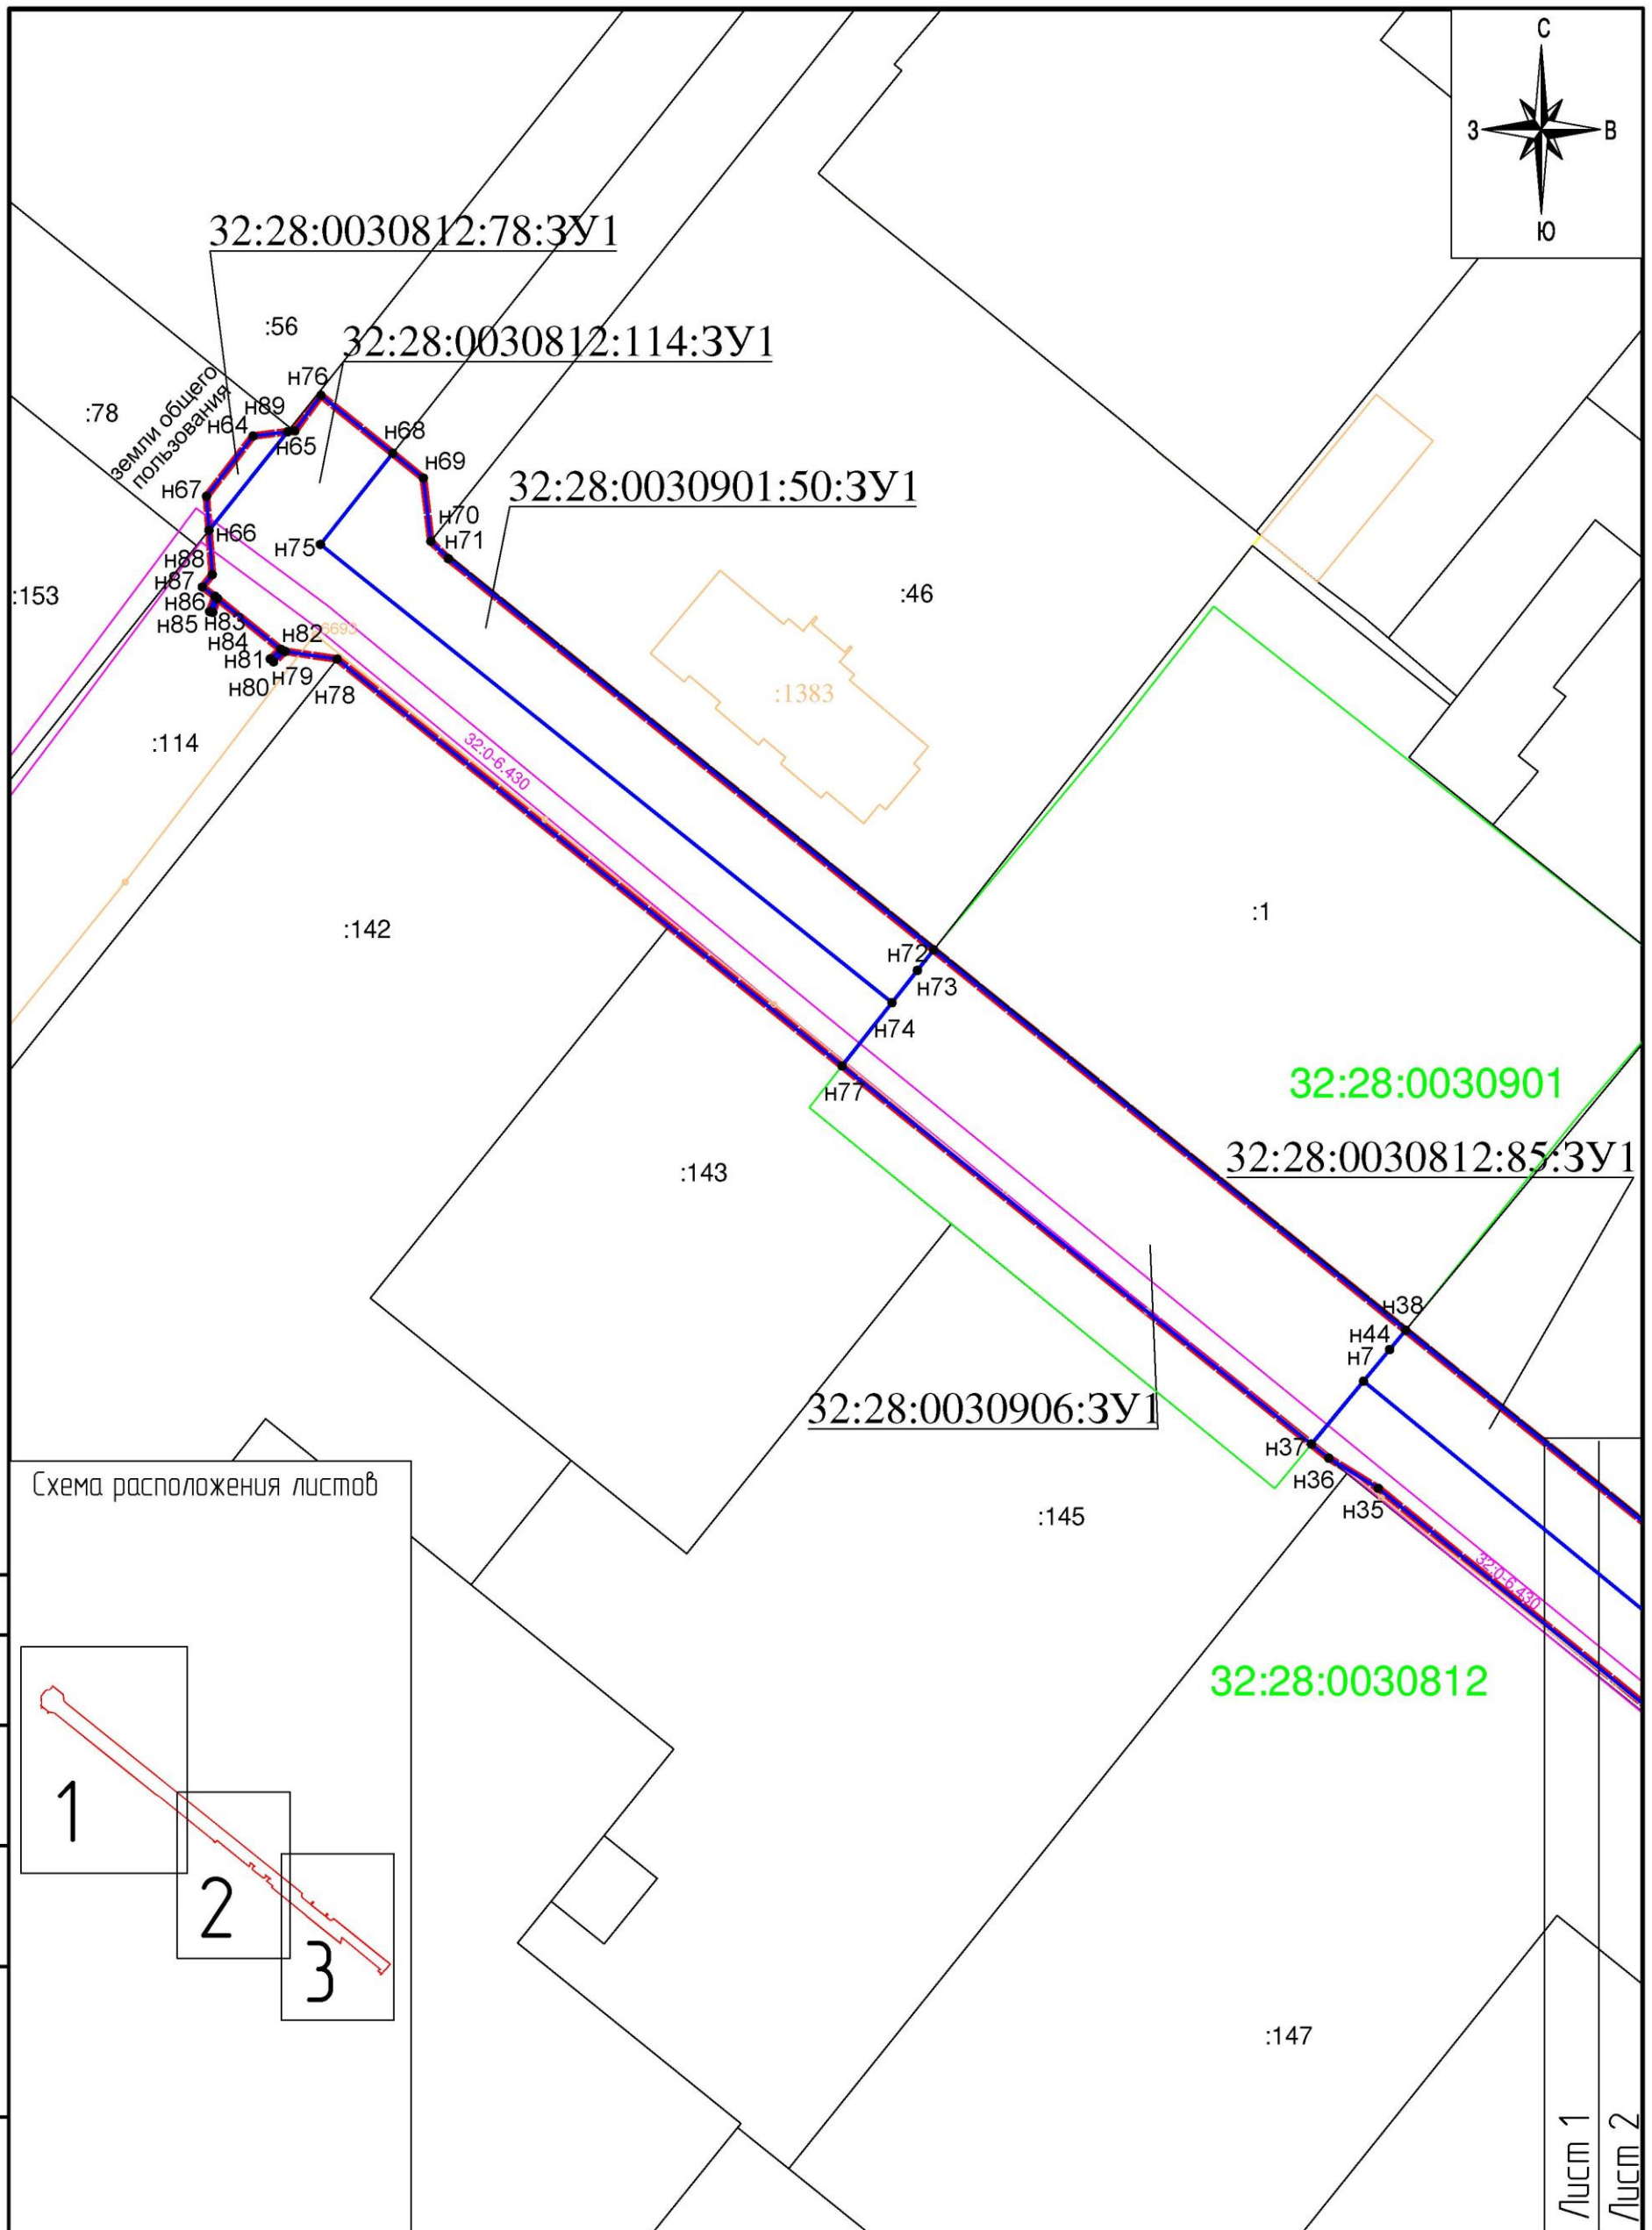 С
З
В
Ю
32:28:0030812:78:ЗУ1
:56
32:28:0030812:114:ЗУ1
:78
земли общего
пользования
н76
н89
н64
н65
н68
н69
н67
32:28:0030901:50:ЗУ1
н70
н66
н71
н75
н88
н87
:153
н86
:46
н85
н83
н84
н82
н81
н79
н80
н78
:1383
:114
32:0-6.430
:142
:1
н72
н73
н74
32:28:0030901
н77
32:28:0030812:85:ЗУ1
:143
н38
н44
н7
32:28:0030906:ЗУ1
н37
н36
н35
:145
Схема расположения листов
32:0-6.430
32:28:0030812
1
2
3
:147
Лист 1
Лист 2